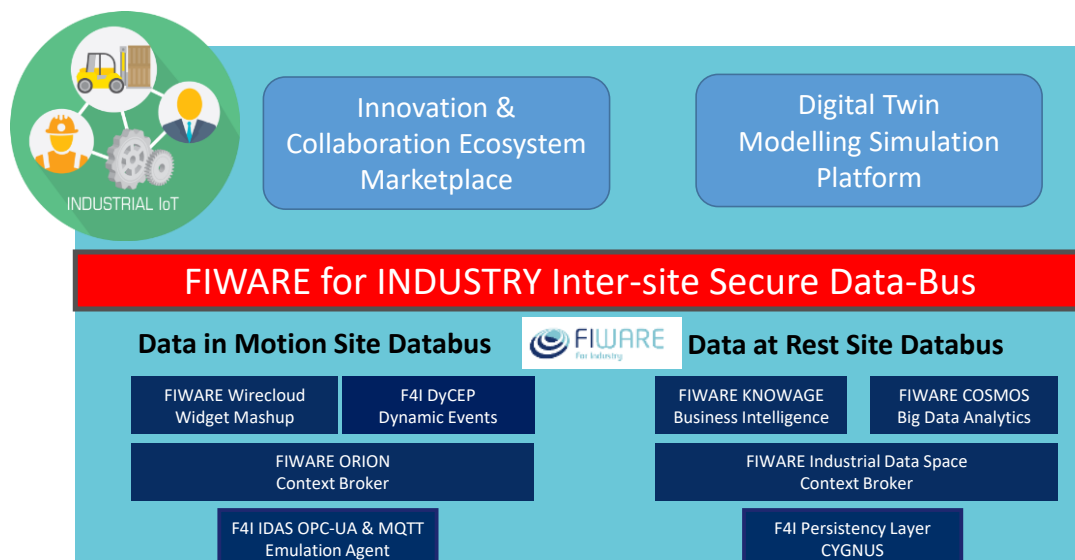 INDUSTRIAL IoT
Innovation &
Collaboration Ecosystem
Marketplace
Digital Twin
Modelling Simulation
Platform
FIWARE for INDUSTRY Inter-site Secure Data-Bus
Data in Motion Site Databus
FIWARE
For Industry
Data at Rest Site Databus
FIWARE Wirecloud
Widget Mashup
F4I DyCEP
Dynamic Events
FIWARE KNOWAGE
Business Intelligence
FIWARE COSMOS
Big Data Analytics
FIWARE ORION
Context Broker
FIWARE Industrial Data Space
Context Broker
F4I IDAS OPC-UA & MQTT
Emulation Agent
F4I Persistency Layer
CYGNUS